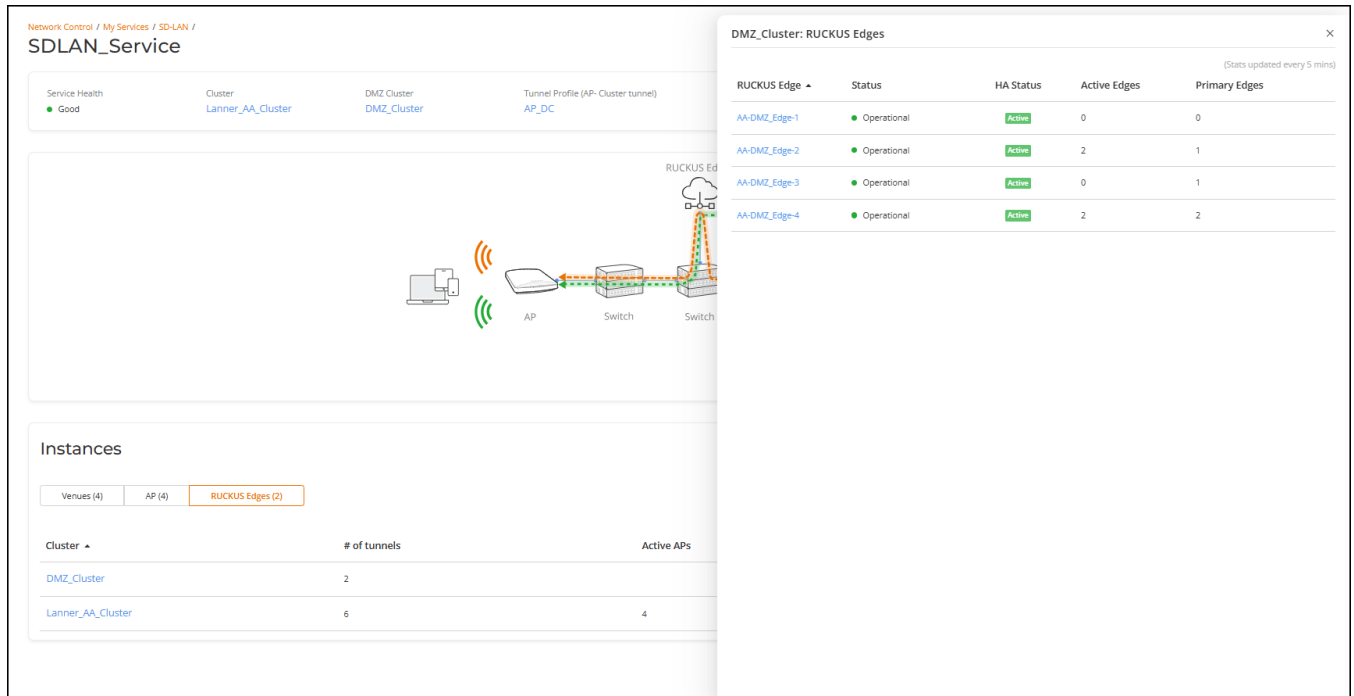 Network Control / My Services / SD-LAN /
SDLAN_Service
Service Health
Good
Cluster
Lanner_AA_Cluster
DMZ Cluster
DMZ_Cluster
Tunnel Profile (AP- Cluster tunnel)
AP_DC
RUCKUS Ed
AP
Switch
Switch
Instances
Venues (4) AP (4) RUCKUS Edges (2)
Cluster # of tunnels Active APs
DMZ_Cluster 2
Lanner_AA_Cluster 6 4
DMZ_Cluster: RUCKUS Edges
(Stats updated every 5 mins)
RUCKUS Edge Status HA Status Active Edges Primary Edges
AA-DMZ_Edge-1 Operational Active 0 0
AA-DMZ_Edge-2 Operational Active 2 1
AA-DMZ_Edge-3 Operational Active 0 1
AA-DMZ_Edge-4 Operational Active 2 2